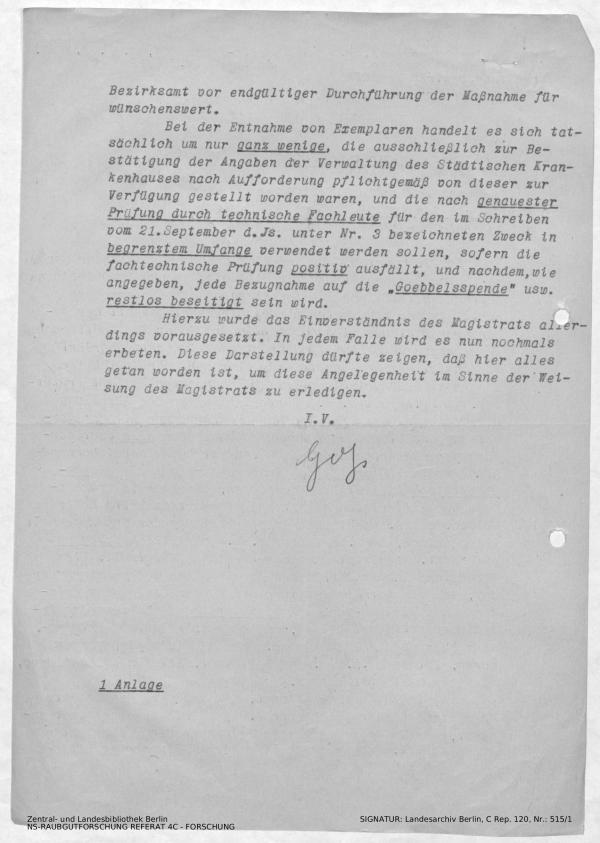 Bezirksamt vor endgültiger Durchführung der Maßnahme für
wünschenswert.
Bei der Entnahme von Exemplaren handelt es sich tat-
sächlich um nur ganz wenige, die ausschließlich zur Be-
stätigung der Angaben der Verwaltung des Städtischen Kran-
kenhauses nach Aufforderung pflichtgemäß von dieser zur
Verfügung gestellt worden waren, und die nach genauester
Prüfung durch technische Fachleute für den im Schreiben
vom 21.September d.Js. unter Nr. 3 bezeichneten Zweck in
begrenztem Umfange verwendet werden sollen, sofern die
fachtechnische Prüfung positiv ausfällt, und nachdem,wie
angegeben, jede Bezugnahme auf die „Goebbelsspende" usw.
restlos beseitigt sein wird.
Hierzu wurde das Einverständnis des Magistrats aller-
dings vorausgesetzt. In jedem Falle wird es nun nochmals
erbeten. Diese Darstellung dürfte zeigen, daß hier alles
getan worden ist, um diese Angelegenheit im Sinne der Wei-
sung des Magistrats zu erledigen.
I.V.
1 Anlage
Zentral- und Landesbibliothek Berlin
NS-RAUBGUTFORSCHUNG REFERAT 4C - FORSCHUNG
SIGNATUR: Landesarchiv Berlin, C Rep. 120, Nr.: 515/1